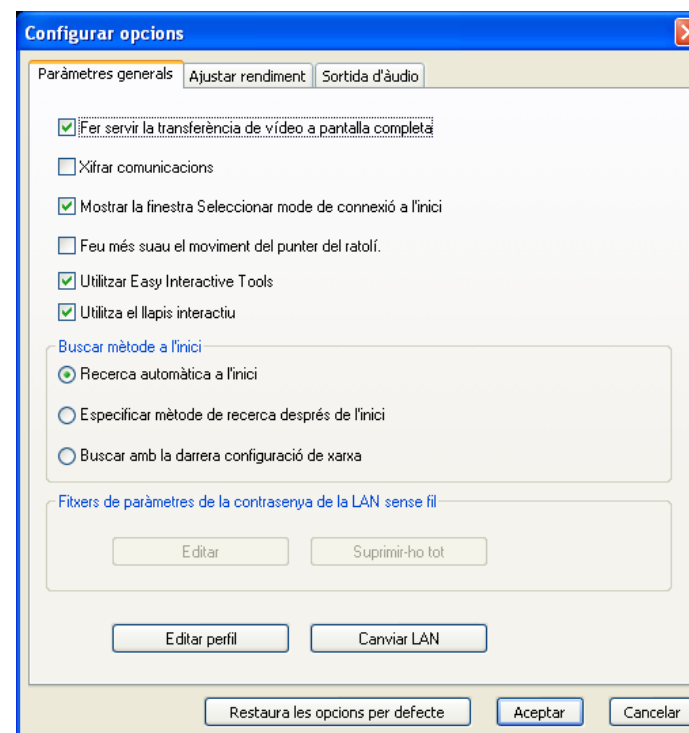 Configurar opcions
Paràmetres generals Ajustar rendiment Sortida d'àudio
Fer servir la transferència de vídeo a pantalla completa
Xifrar comunicacions
Mostrar la finestra Seleccionar mode de connexió a l'inici
Feu més suau el moviment del punter del ratolí.
Utilitzar Easy Interactive Tools
Utilitza el llapis interactiu
Buscar mètode a l'inici
Recerca automàtica a l'inici
Especificar mètode de recerca després de l'inici
Buscar amb la darrera configuració de xarxa
Fitxers de paràmetres de la contrasenya de la LAN sense fil
Editar Suprimir-ho tot
Editar perfil Canviar LAN
Restaura les opcions per defecte Aceptar Cancelar